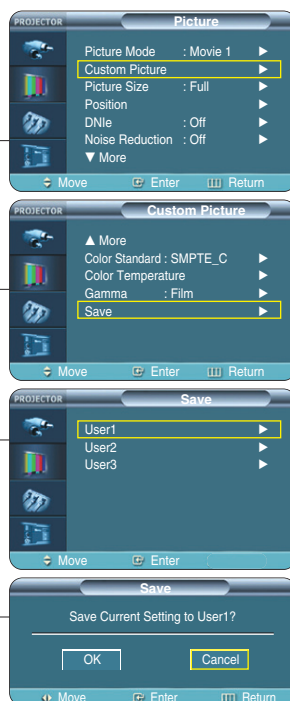 PROJECTOR Picture
Picture Mode : Movie 1 ▶
Custom Picture ▶
Picture Size : Full ▶
Position ▶
DNIe : Off ▶
Noise Reduction : Off ▶
▼ More
Move Enter Return
PROJECTOR Custom Picture
▲ More
Color Standard : SMPTE_C ▶
Color Temperature ▶
Gamma : Film ▶
Save ▶
Move Enter Return
PROJECTOR Save
User1 ▶
User2 ▶
User3 ▶
Move Enter
Save
Save Current Setting to User1?
OK Cancel
Move Enter Return